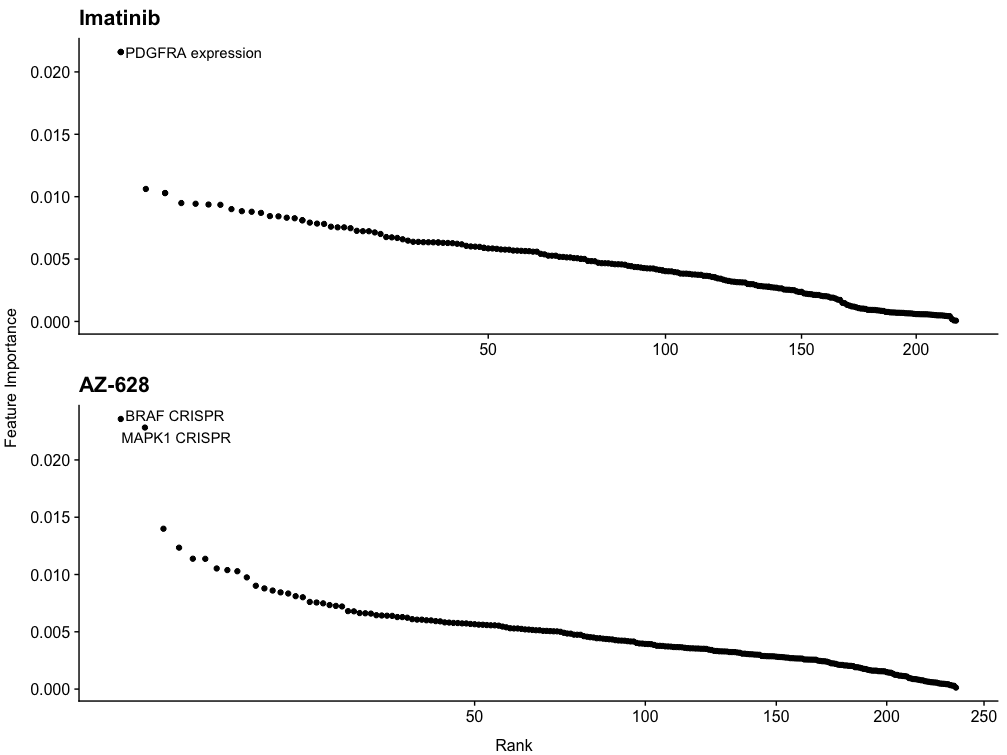 Imatinib
PDGFRA expression
0.020
0.015
0.010
0.005
0.000
50 100 150 200
AZ-628
BRAF CRISPR
MAPK1 CRISPR
0.020
0.015
0.010
0.005
0.000
50 100 150 200 250
Feature Importance
Rank